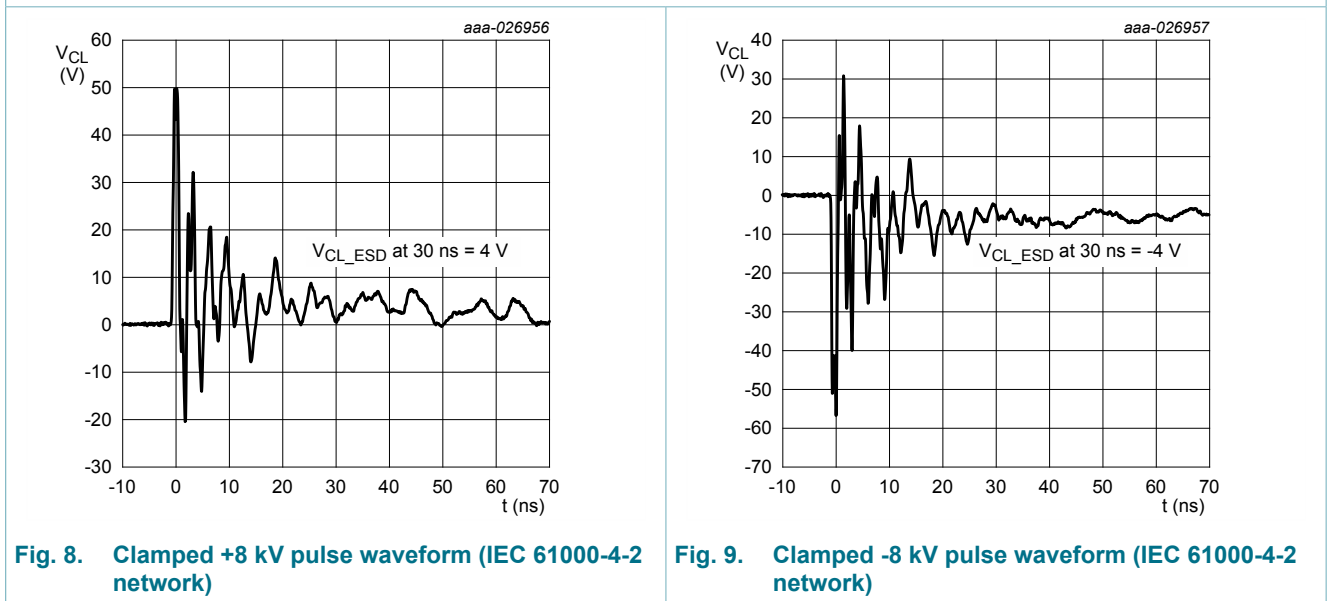 aaa-026956
60
V_CL
(V)
50
40
30
20
V_CL_ESD at 30 ns = 4 V
10
0
-10
-20
-30
-10 0 10 20 30 40 50 60 70
t (ns)
Fig. 8. Clamped +8 kV pulse waveform (IEC 61000-4-2
network)
aaa-026957
40
V_CL
(V)
30
20
10
0
-10
V_CL_ESD at 30 ns = -4 V
-20
-30
-40
-50
-60
-70
-10 0 10 20 30 40 50 60 70
t (ns)
Fig. 9. Clamped -8 kV pulse waveform (IEC 61000-4-2
network)